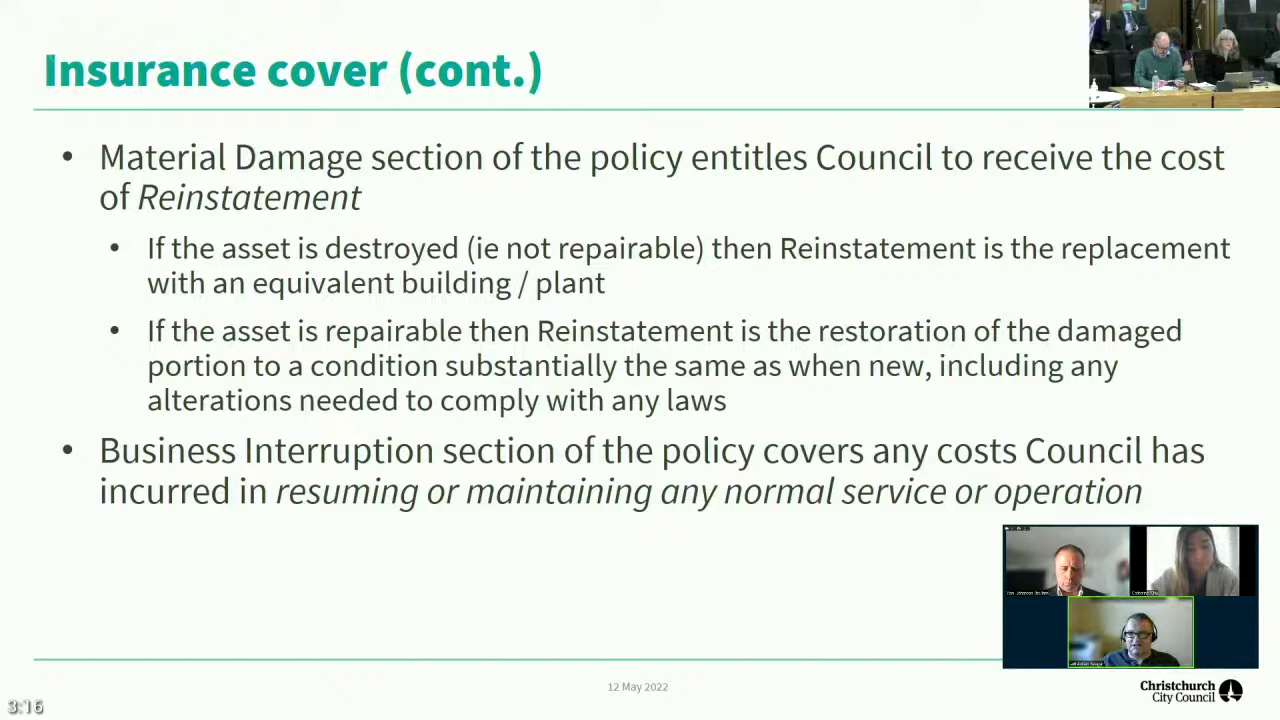 Insurance cover (cont.)
• Material Damage section of the policy entitles Council to receive the cost
of Reinstatement
• If the asset is destroyed (ie not repairable) then Reinstatement is the replacement
with an equivalent building / plant
• If the asset is repairable then Reinstatement is the restoration of the damaged
portion to a condition substantially the same as when new, including any
alterations needed to comply with any laws
• Business Interruption section of the policy covers any costs Council has
incurred in resuming or maintaining any normal service or operation
12 May 2022
Christchurch
City Council
3:16